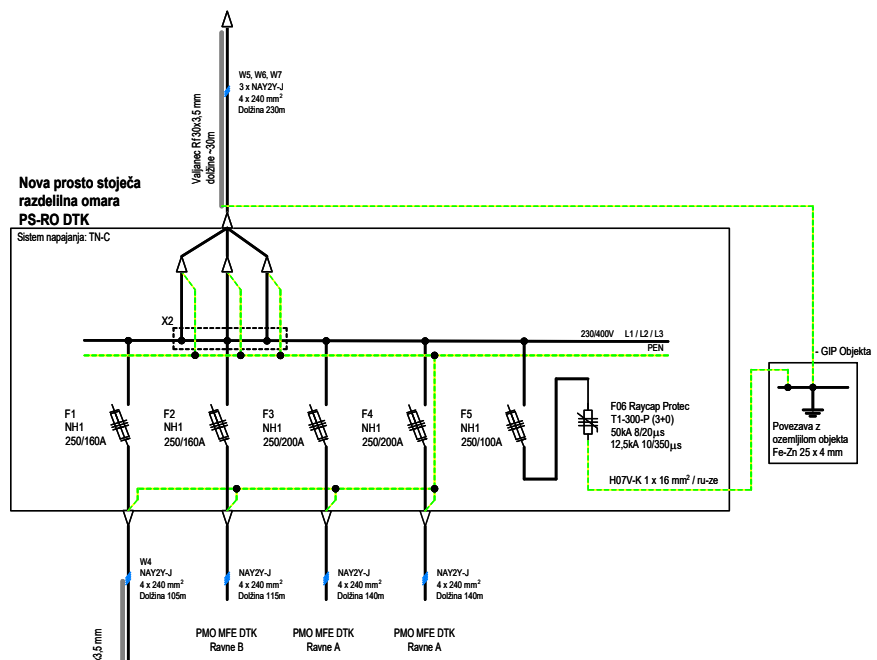 W5, W6, W7
3 x NAY2Y-J
4 x 240 mm²
Dolžina 230m
Valjanec Rf 30x3,5 mm
dolžine ~30m
Nova prosto stoječa
razdelilna omara
PS-RO DTK
Sistem napajanja: TN-C
X2
230/400V L1 / L2 / L3
PEN
- GIP Objekta
F1
NH1
250/160A
F2
NH1
250/160A
F3
NH1
250/200A
F4
NH1
250/200A
F5
NH1
250/100A
F06 Raycap Protec
T1-300-P (3+0)
50kA 8/20µs
12,5kA 10/350µs
Povezava z
ozemljilom objekta
Fe-Zn 25 x 4 mm
H07V-K 1 x 16 mm² / ru-ze
W4
NAY2Y-J
4 x 240 mm²
Dolžina 105m
NAY2Y-J
4 x 240 mm²
Dolžina 115m
NAY2Y-J
4 x 240 mm²
Dolžina 140m
NAY2Y-J
4 x 240 mm²
Dolžina 140m
PMO MFE DTK
Ravne B
PMO MFE DTK
Ravne A
PMO MFE DTK
Ravne A
x3,5 mm